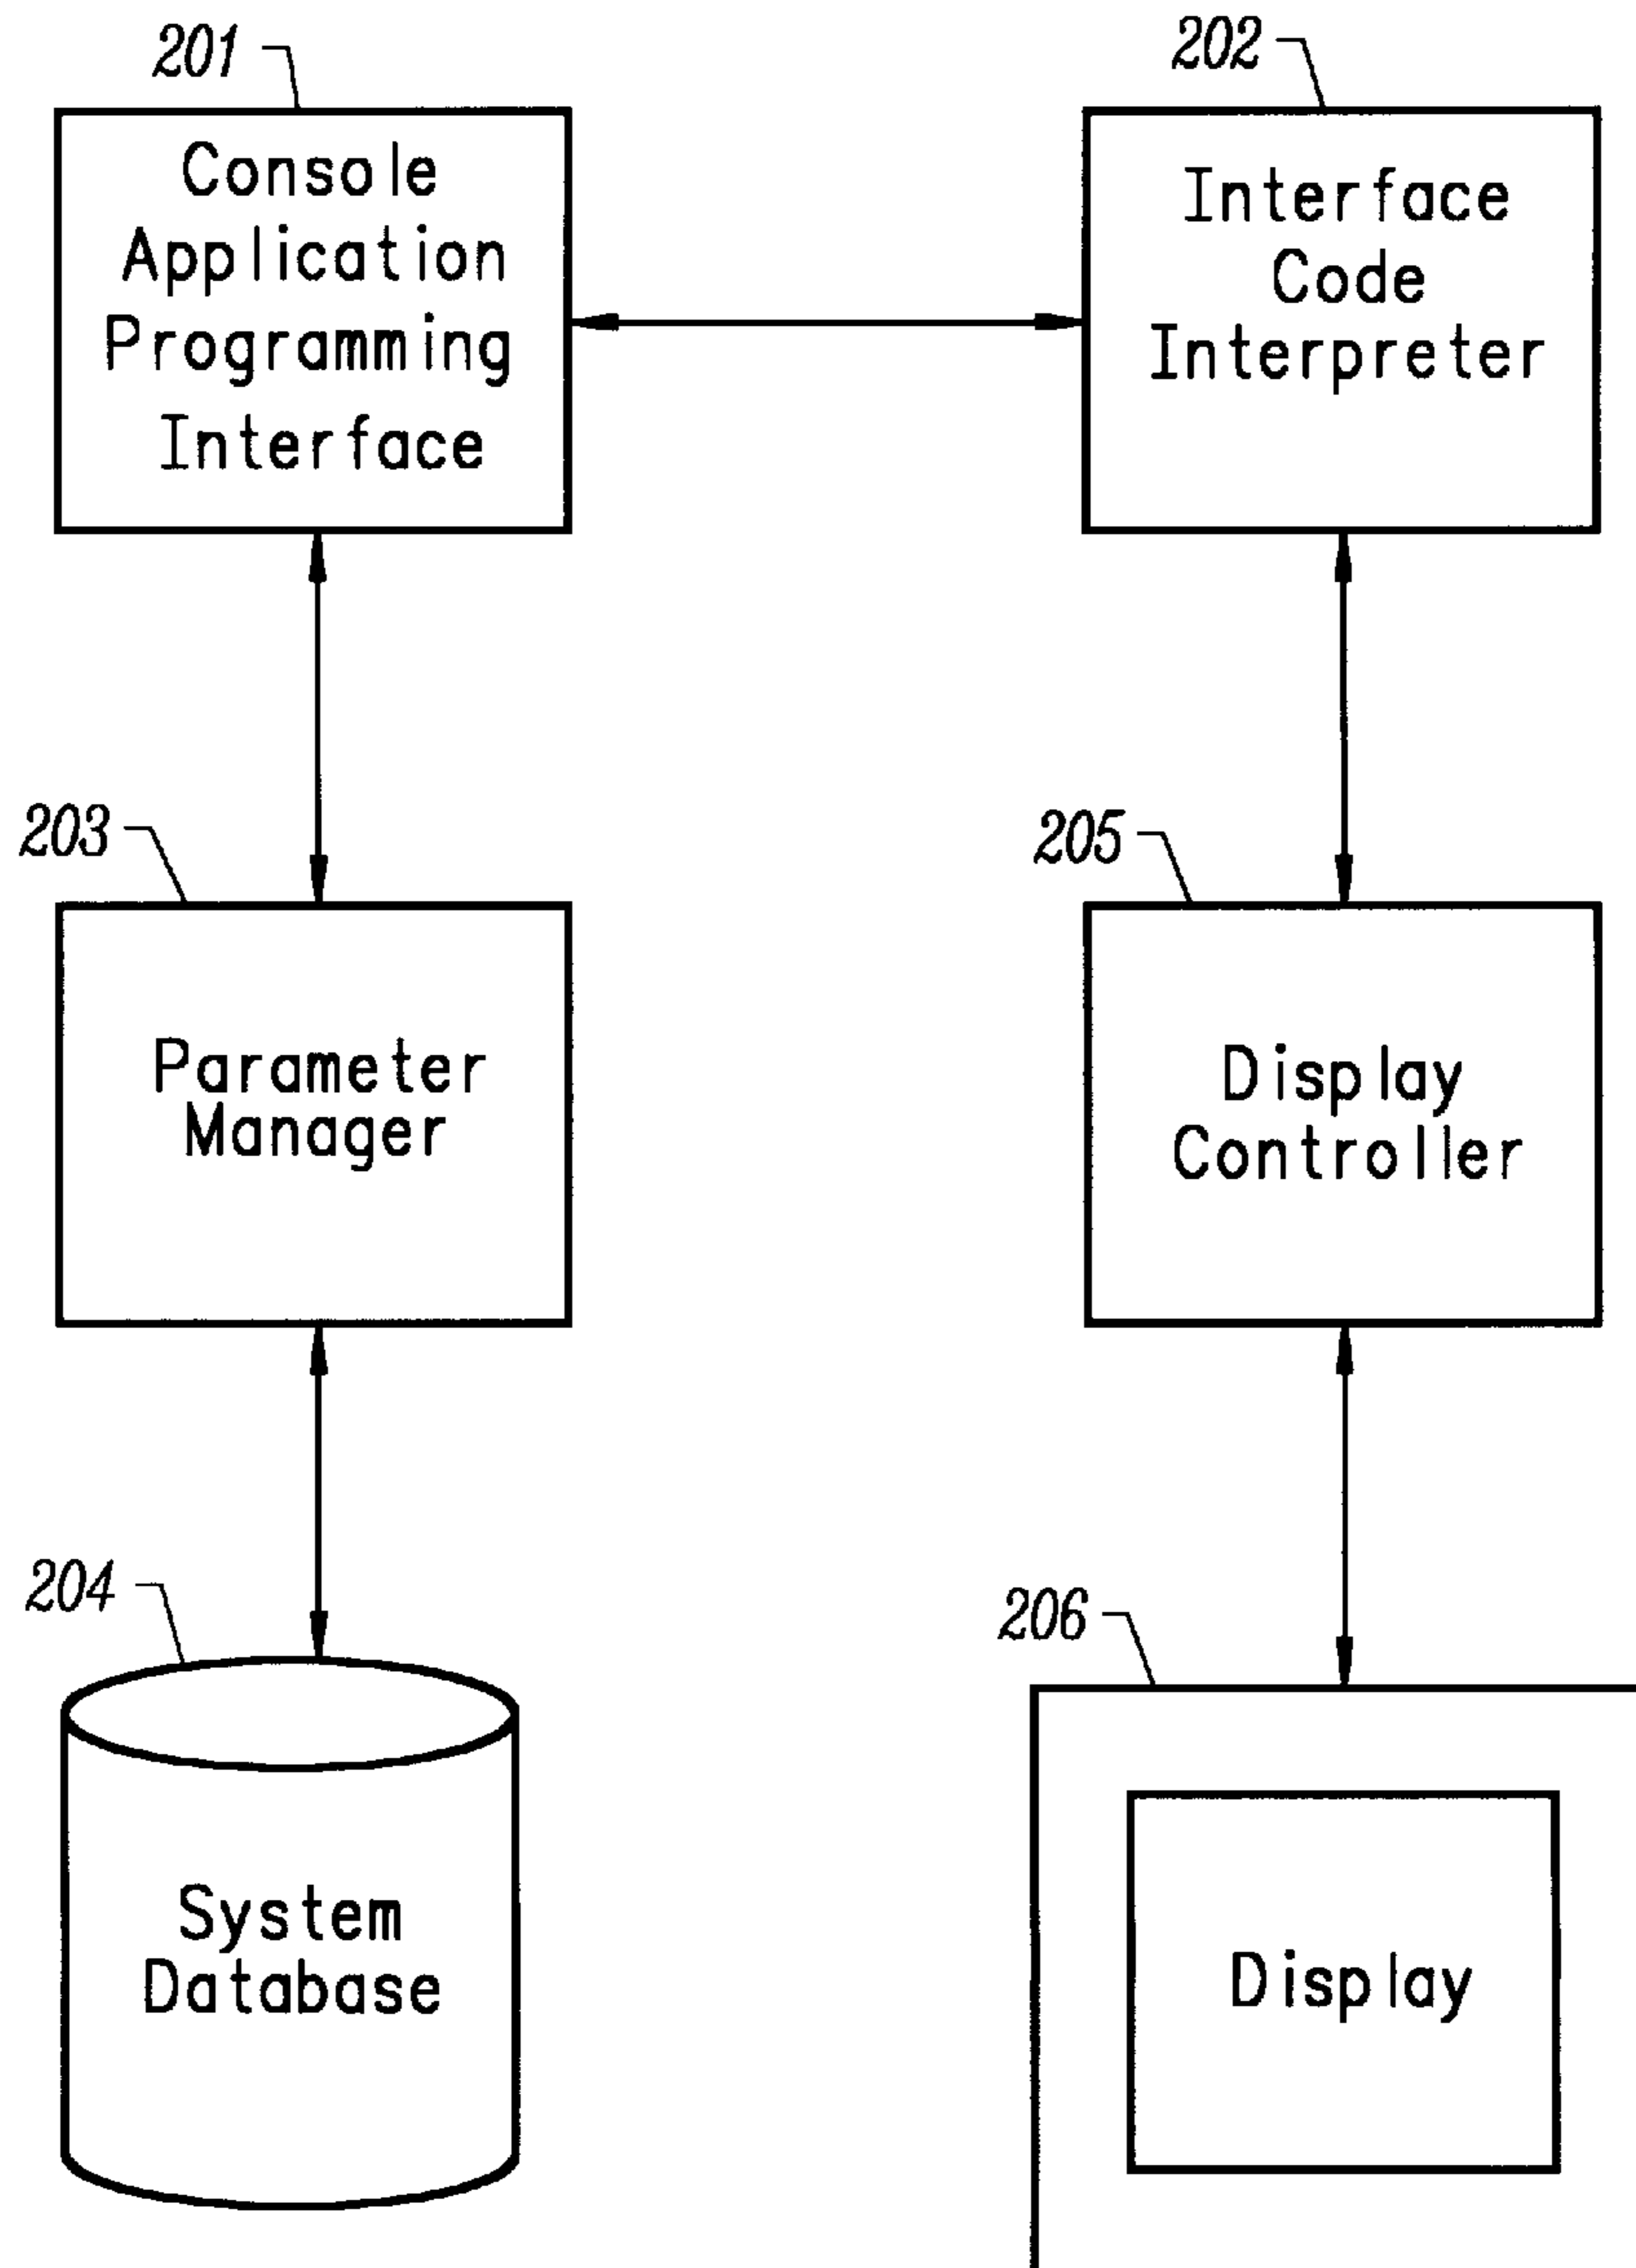 201
Console
Application
Programming
Interface
202
Interface
Code
Interpreter
203
Parameter
Manager
205
Display
Controller
204
System
Database
206
Display